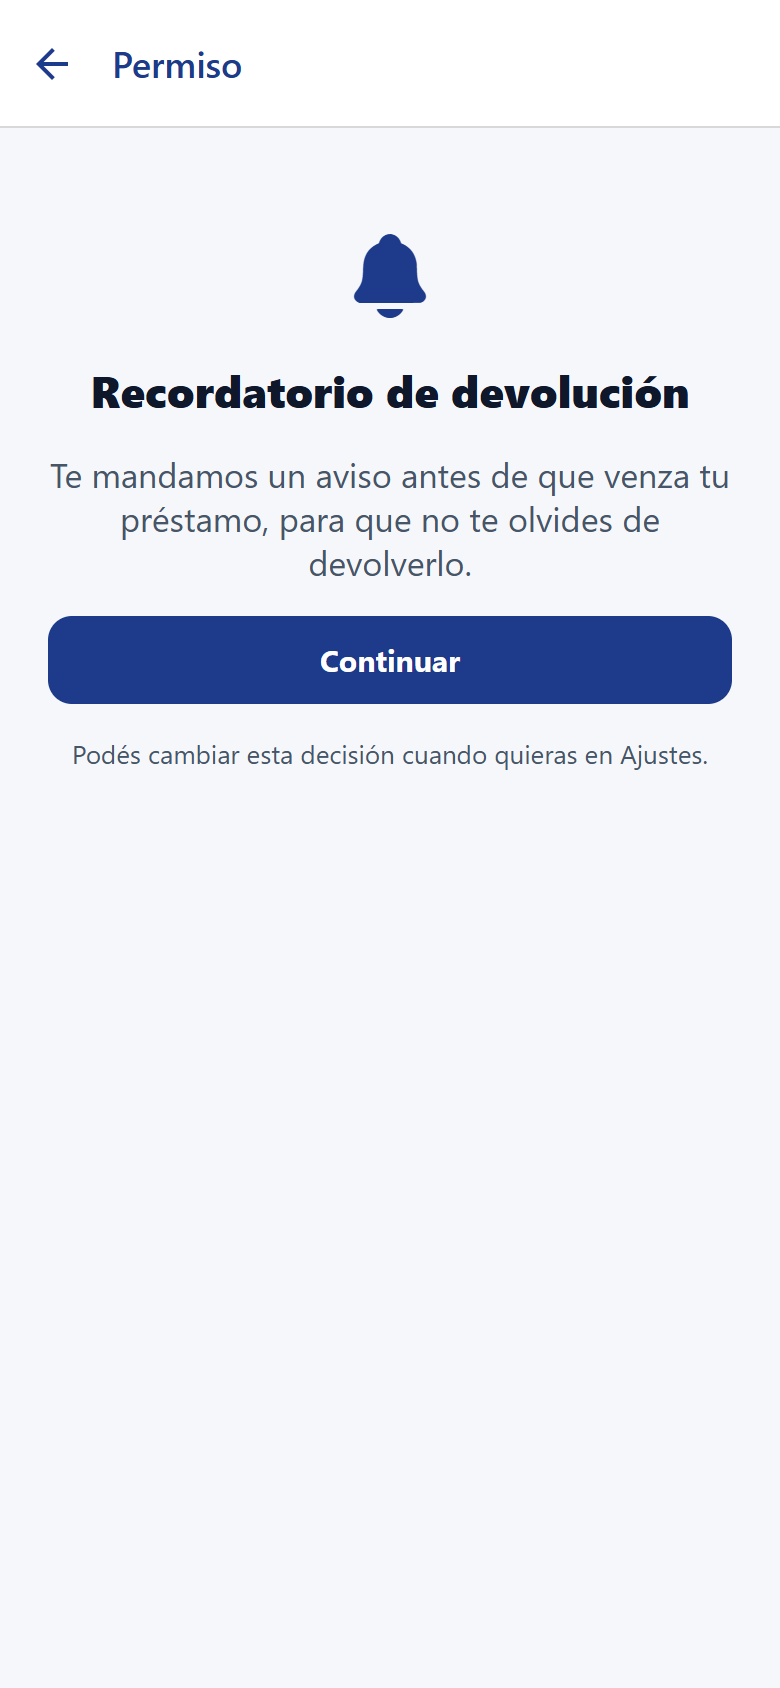 Permiso
Recordatorio de devolución
Te mandamos un aviso antes de que venza tu
préstamo, para que no te olvides de
devolverlo.
Continuar
Podés cambiar esta decisión cuando quieras en Ajustes.